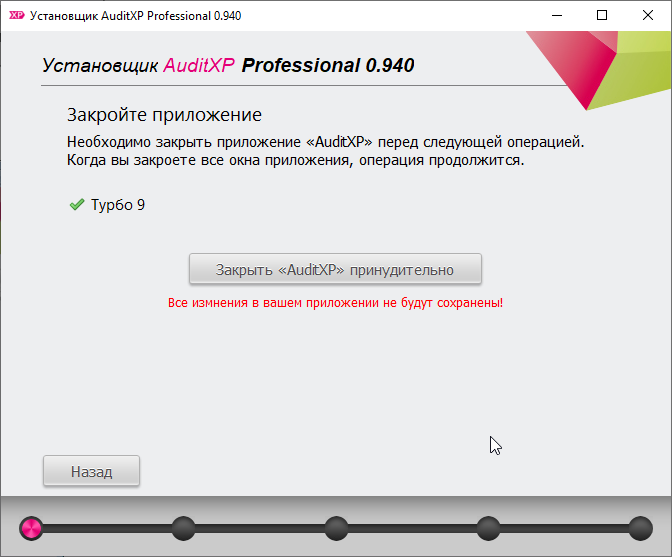 XP Установщик AuditXP Professional 0.940
Установщик AuditXP Professional 0.940
Закройте приложение
Необходимо закрыть приложение «AuditXP» перед следующей операцией.
Когда вы закроете все окна приложения, операция продолжится.
Турбо 9
Закрыть «AuditXP» принудительно
Все измнения в вашем приложении не будут сохранены!
Назад